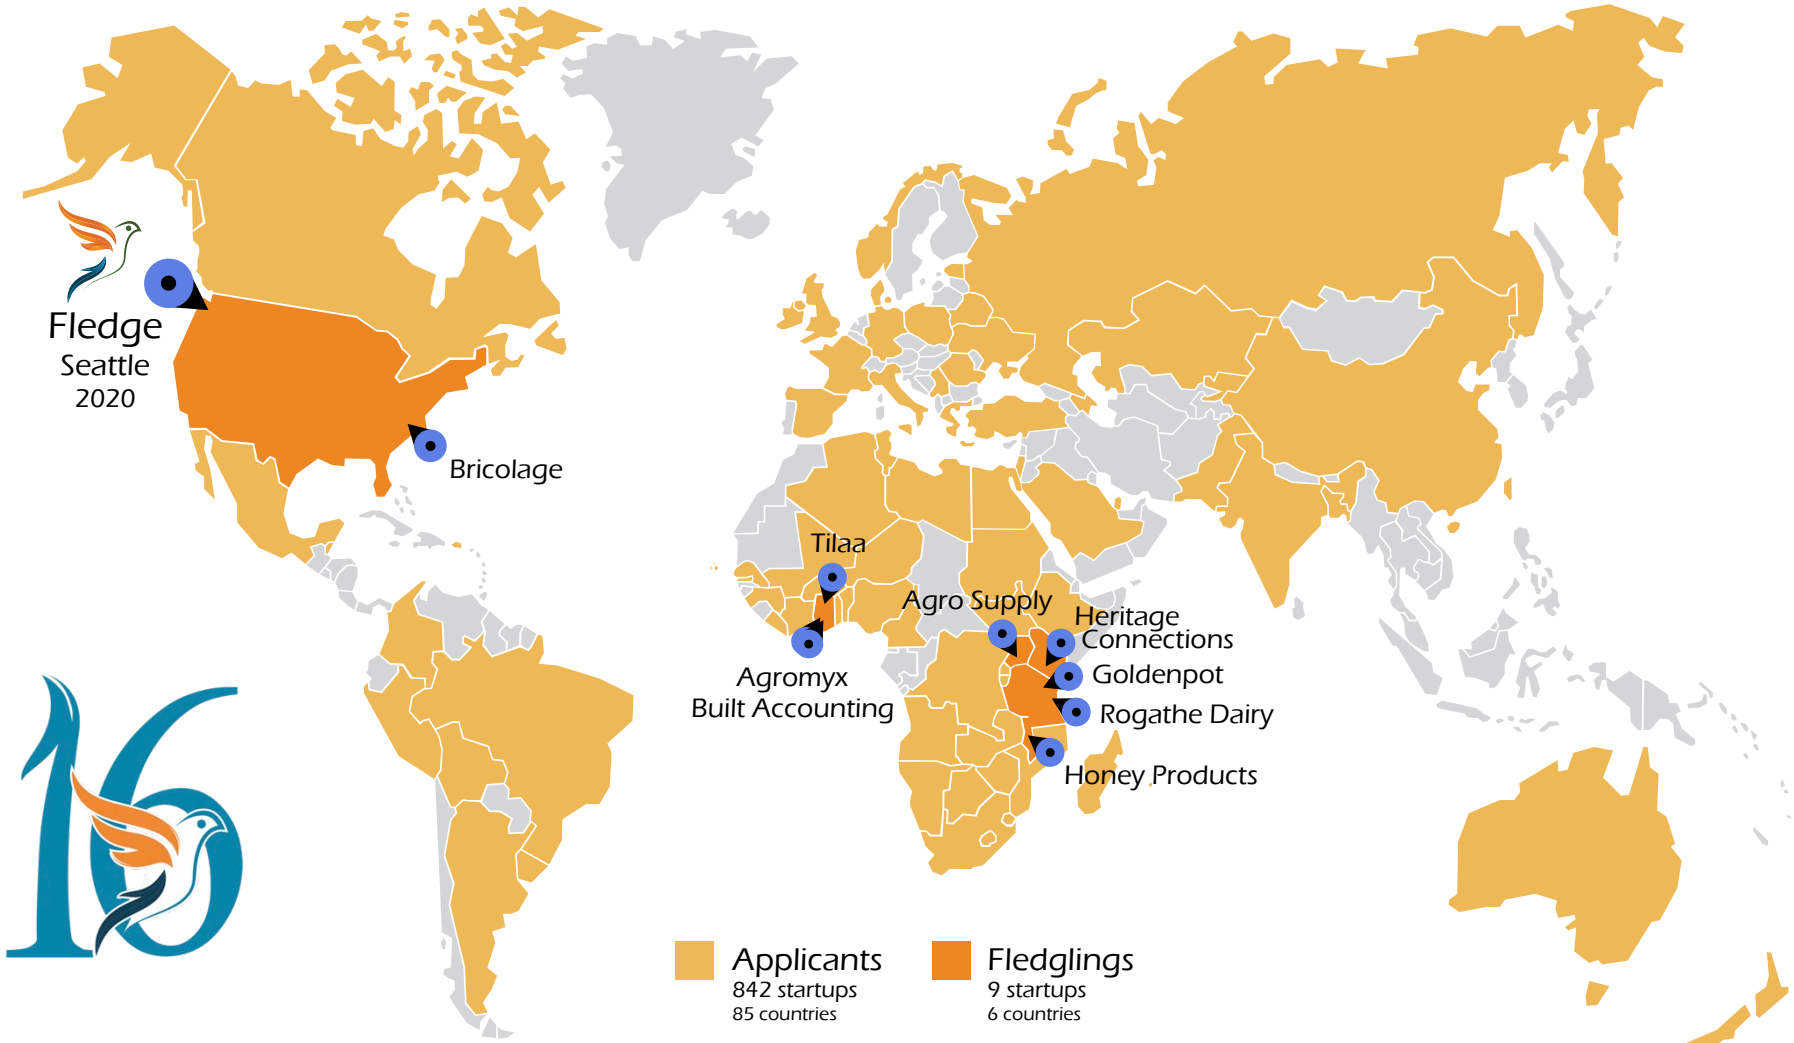 Fledge
Seattle
2020
Bricolage
Tilaa
Agro Supply
Heritage
Connections
Goldenpot
Agromyx
Built Accounting
Rogathe Dairy
Honey Products
16
Applicants
842 startups
85 countries
Fledglings
9 startups
6 countries